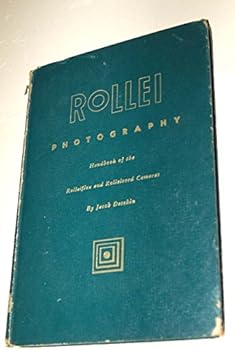 ROLLEI
PHOTOGRAPHY
Handbook of the
Rolleiflex and Rolleicord Cameras
By Jacob Deschin